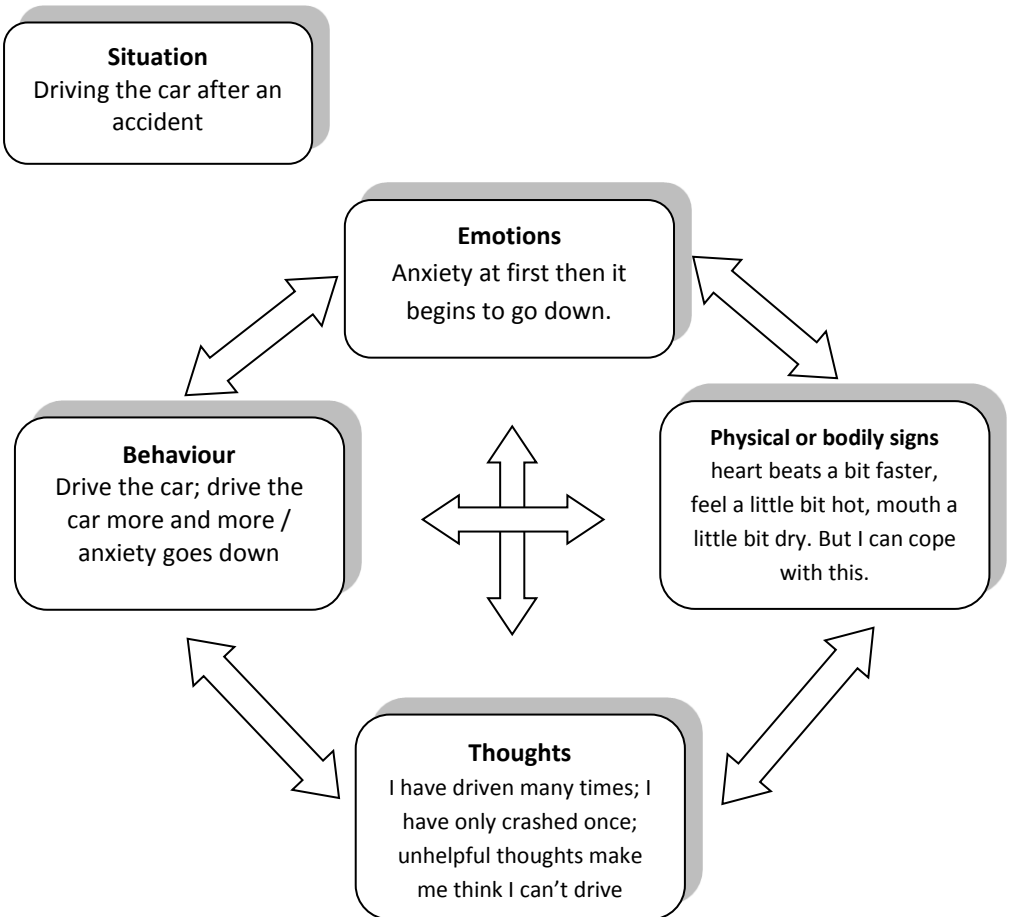 Situation
Driving the car after an
accident
Emotions
Anxiety at first then it
begins to go down.
Behaviour
Drive the car; drive the
car more and more /
anxiety goes down
Physical or bodily signs
heart beats a bit faster,
feel a little bit hot, mouth a
little bit dry. But I can cope
with this.
Thoughts
I have driven many times; I
have only crashed once;
unhelpful thoughts make
me think I can’t drive